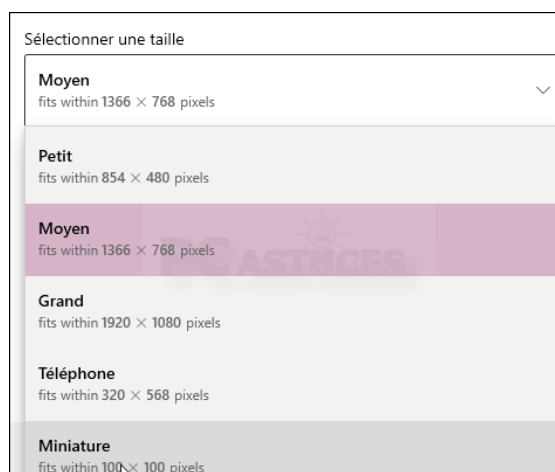 Sélectionner une taille
Moyen
fits within 1366 × 768 pixels
Petit
fits within 854 × 480 pixels
Moyen
fits within 1366 × 768 pixels
PC ASTUCES
Grand
fits within 1920 × 1080 pixels
Téléphone
fits within 320 × 568 pixels
Miniature
fits within 100 × 100 pixels